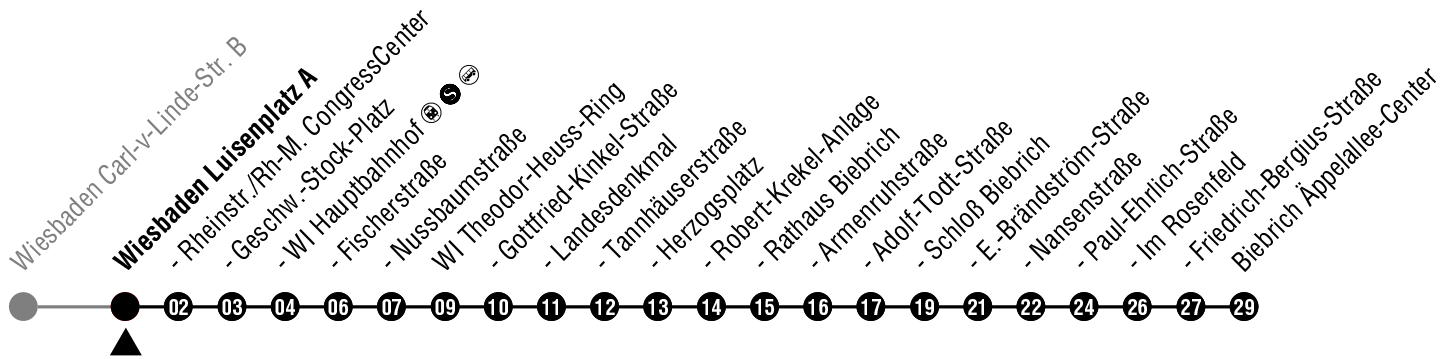 Wiesbaden Carl-v-Linde-Str. B
Wiesbaden Luisenplatz A
- Rheinstr./Rh-M. CongressCenter
- Geschw.-Stock-Platz
- WI Hauptbahnhof S
- Fischerstraße
- Nussbaumstraße
WI Theodor-Heuss-Ring
- Gottfried-Kinkel-Straße
- Landesdenkmal
- Tannhäuserstraße
- Herzogsplatz
- Robert-Krekel-Anlage
- Rathaus Biebrich
- Armenruhstraße
- Adolf-Todt-Straße
- Schloß Biebrich
- E.-Brändström-Straße
- Nansenstraße
- Paul-Ehrlich-Straße
- Im Rosenfeld
- Friedrich-Bergius-Straße
Biebrich Äppelallee-Center
02 03 04 06 07 09 10 11 12 13 14 15 16 17 19 21 22 24 26 27 29